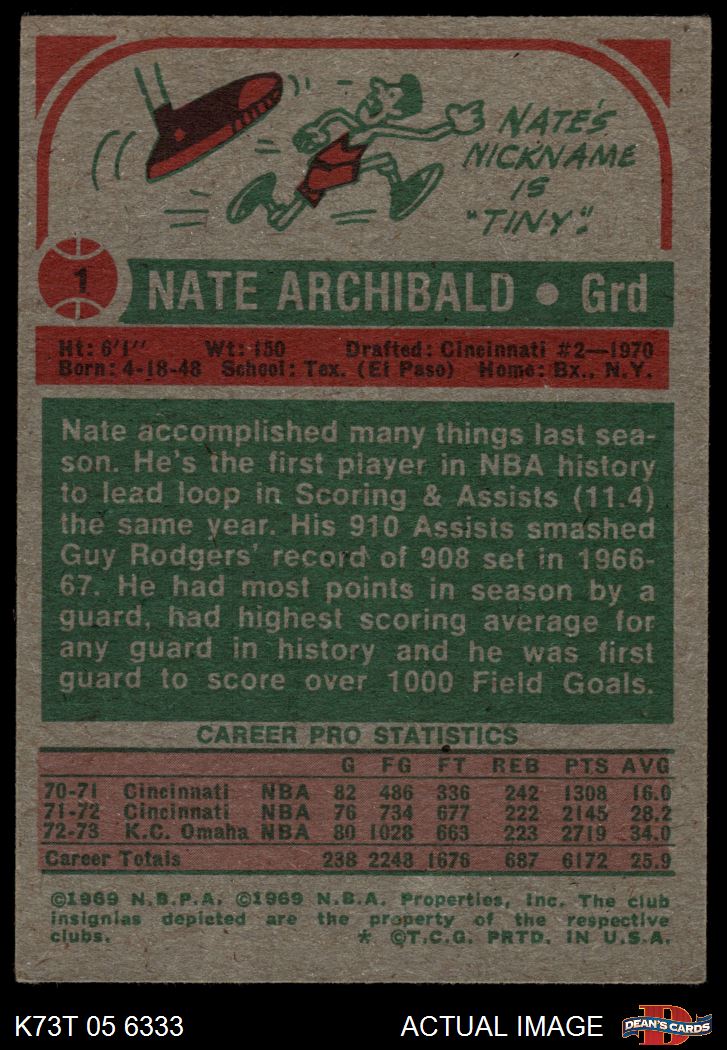 NATE'S
NICKNAME
IS
"TINY."
1
NATE ARCHIBALD • Grd
Ht: 6'1" Wt: 150 Drafted: Cincinnati #2—1970
Born: 4-18-48 School: Tex. (El Paso) Home: Bx., N.Y.
Nate accomplished many things last sea-
son. He's the first player in NBA history
to lead loop in Scoring & Assists (11.4)
the same year. His 910 Assists smashed
Guy Rodgers' record of 908 set in 1966-
67. He had most points in season by a
guard, had highest scoring average for
any guard in history and he was first
guard to score over 1000 Field Goals.
CAREER PRO STATISTICS
G FG FT REB PTS AVG
70-71 Cincinnati NBA 82 486 336 242 1308 16.0
71-72 Cincinnati NBA 76 734 677 222 2145 28.2
72-73 K.C. Omaha NBA 80 1028 663 223 2719 34.0
Career Totals 238 2248 1676 687 6172 25.9
©1969 N.B.P.A. ©1969 N.B.A. Properties, Inc. The club
insignias depicted are the property of the respective
clubs. * ©T.C.G. PRTD. IN U.S.A.
K73T 05 6333 ACTUAL IMAGE
D
DEAN'S CARDS